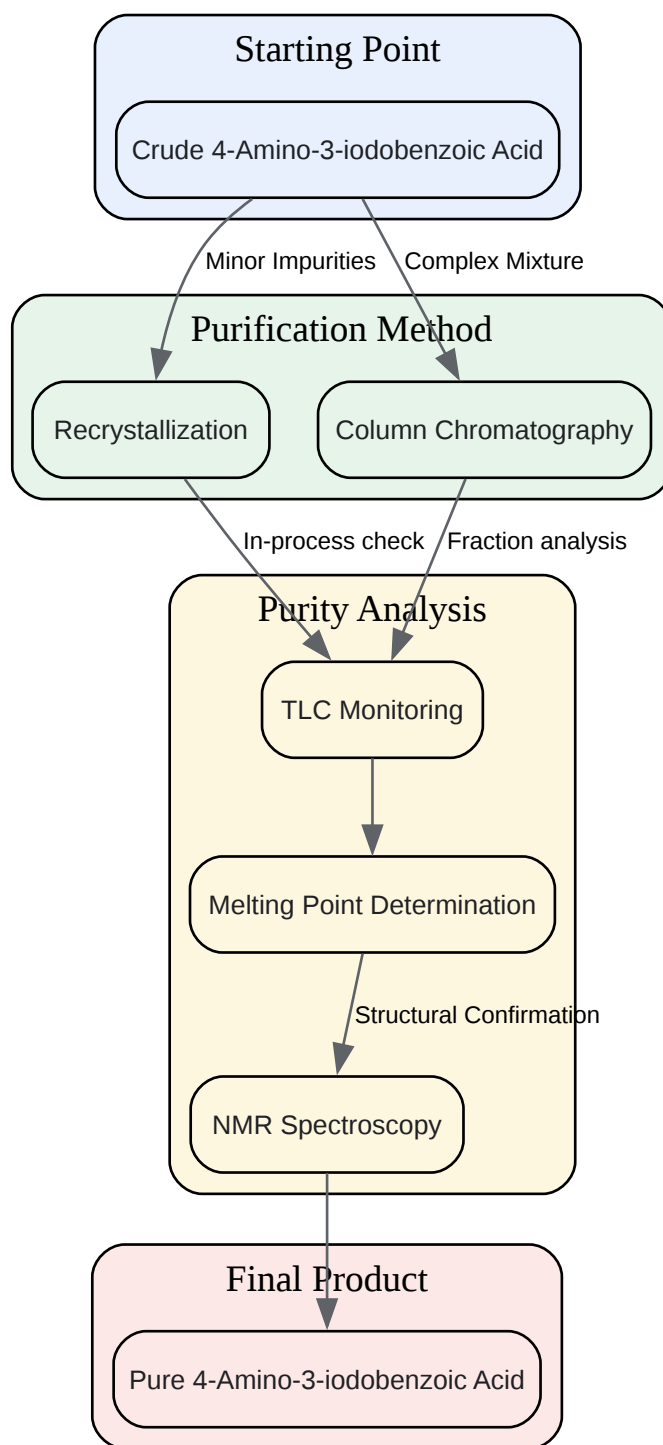 Starting Point
Crude 4-Amino-3-iodobenzoic Acid
Minor Impurities
Complex Mixture
Purification Method
Recrystallization
Column Chromatography
In-process check
Fraction analysis
Purity Analysis
TLC Monitoring
Melting Point Determination
Structural Confirmation
NMR Spectroscopy
Final Product
Pure 4-Amino-3-iodobenzoic Acid